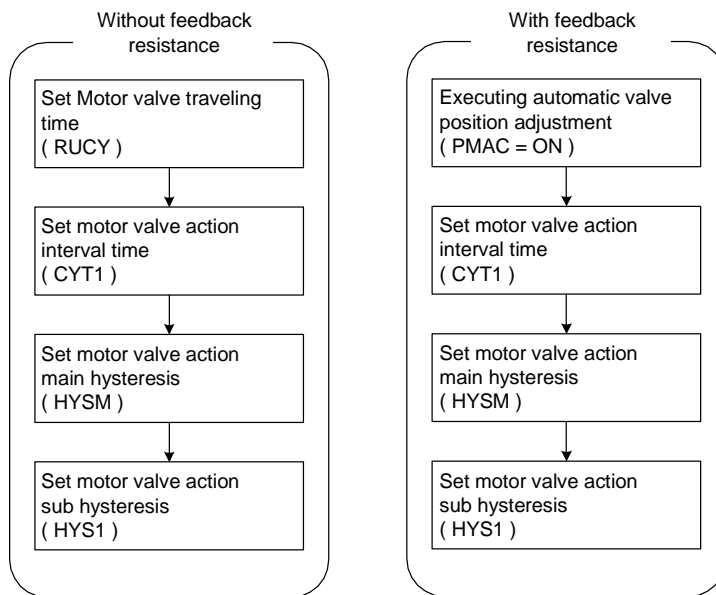 Without feedback
resistance
Set Motor valve traveling
time
( RUCY )
Set motor valve action
interval time
( CYT1 )
Set motor valve action
main hysteresis
( HYSM )
Set motor valve action
sub hysteresis
( HYS1 )
With feedback
resistance
Executing automatic valve
position adjustment
( PMAC = ON )
Set motor valve action
interval time
( CYT1 )
Set motor valve action
main hysteresis
( HYSM )
Set motor valve action
sub hysteresis
( HYS1 )